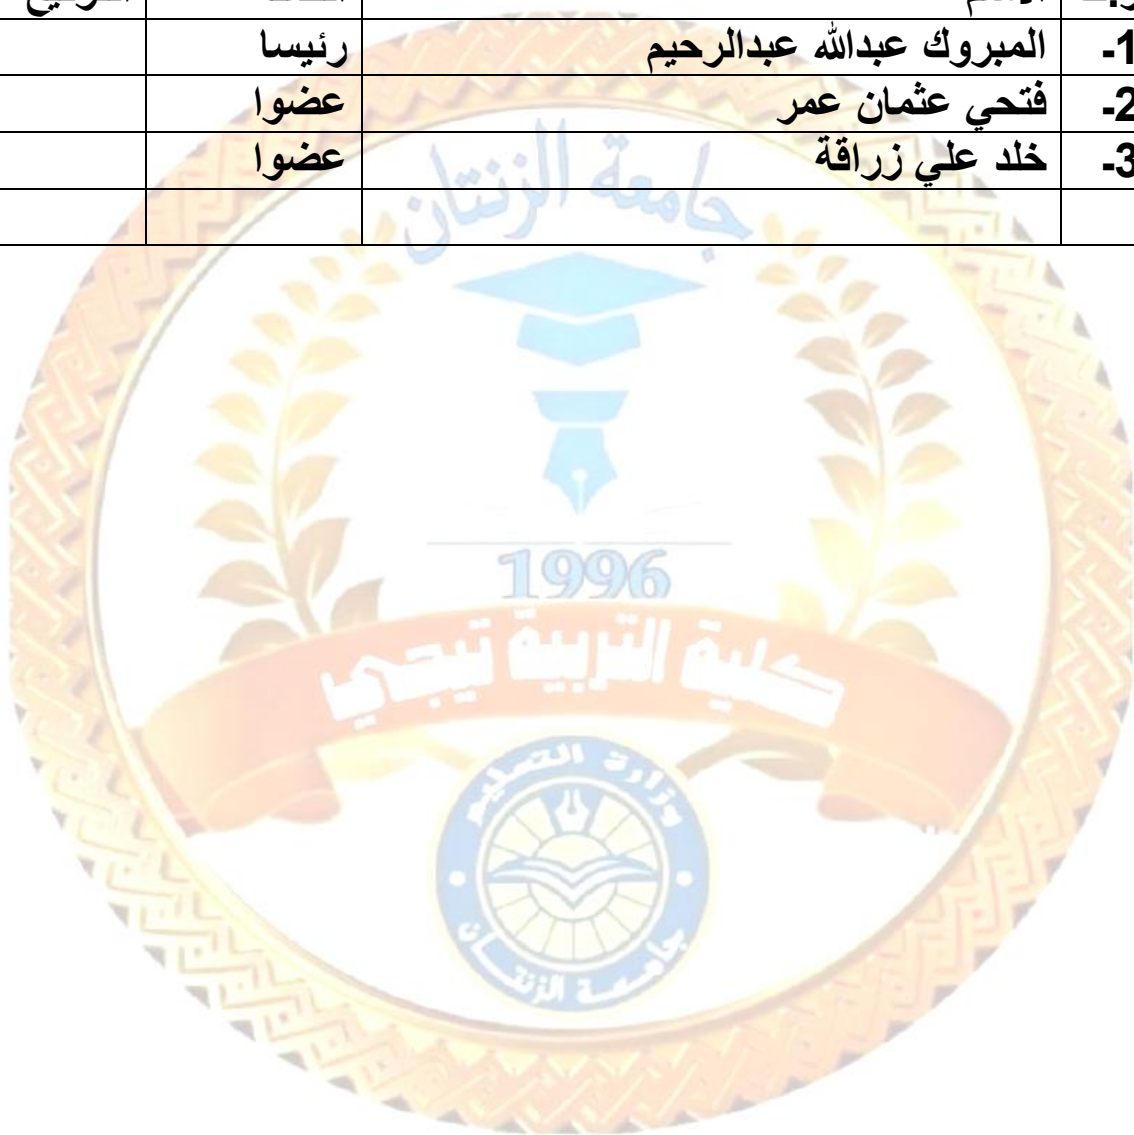 -1 المبروك عبدالله عبدالرحيم رئيسا
-2 فتحي عثمان عمر عضوا
-3 خلد علي زراقة عضوا
جامعة الزنتان
1996
كلية التربية تيجي
وزارة التعليم
جامعة الزنتان